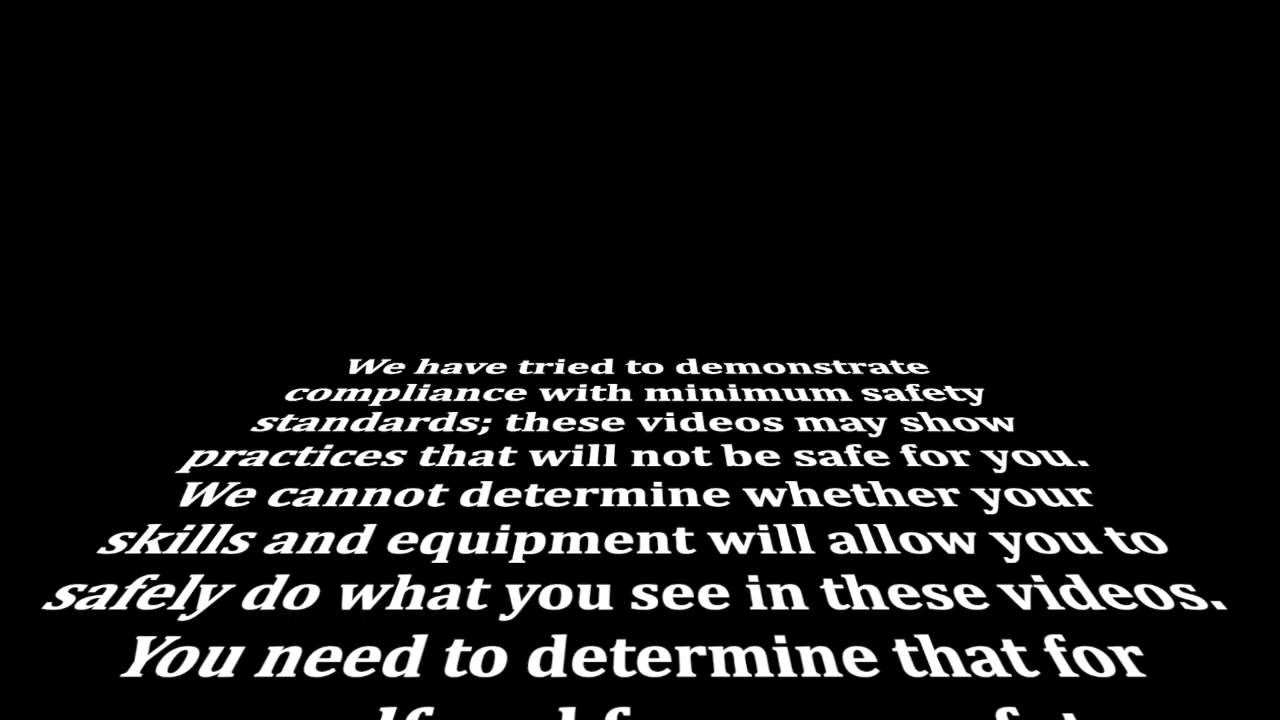 We have tried to demonstrate
compliance with minimum safety
standards; these videos may show
practices that will not be safe for you.
We cannot determine whether your
skills and equipment will allow you to
safely do what you see in these videos.
You need to determine that for